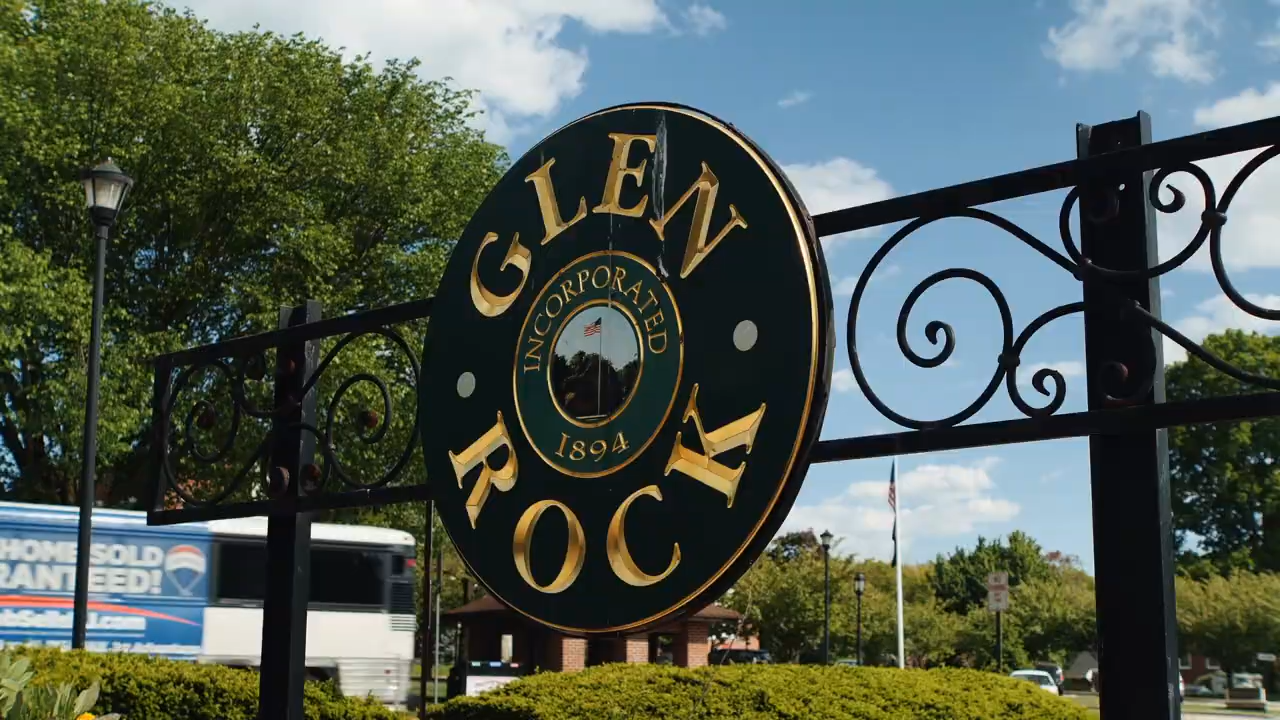 GLEN
INCORPORATED
1894
ROCK
HOME SOLD
RANTEED!